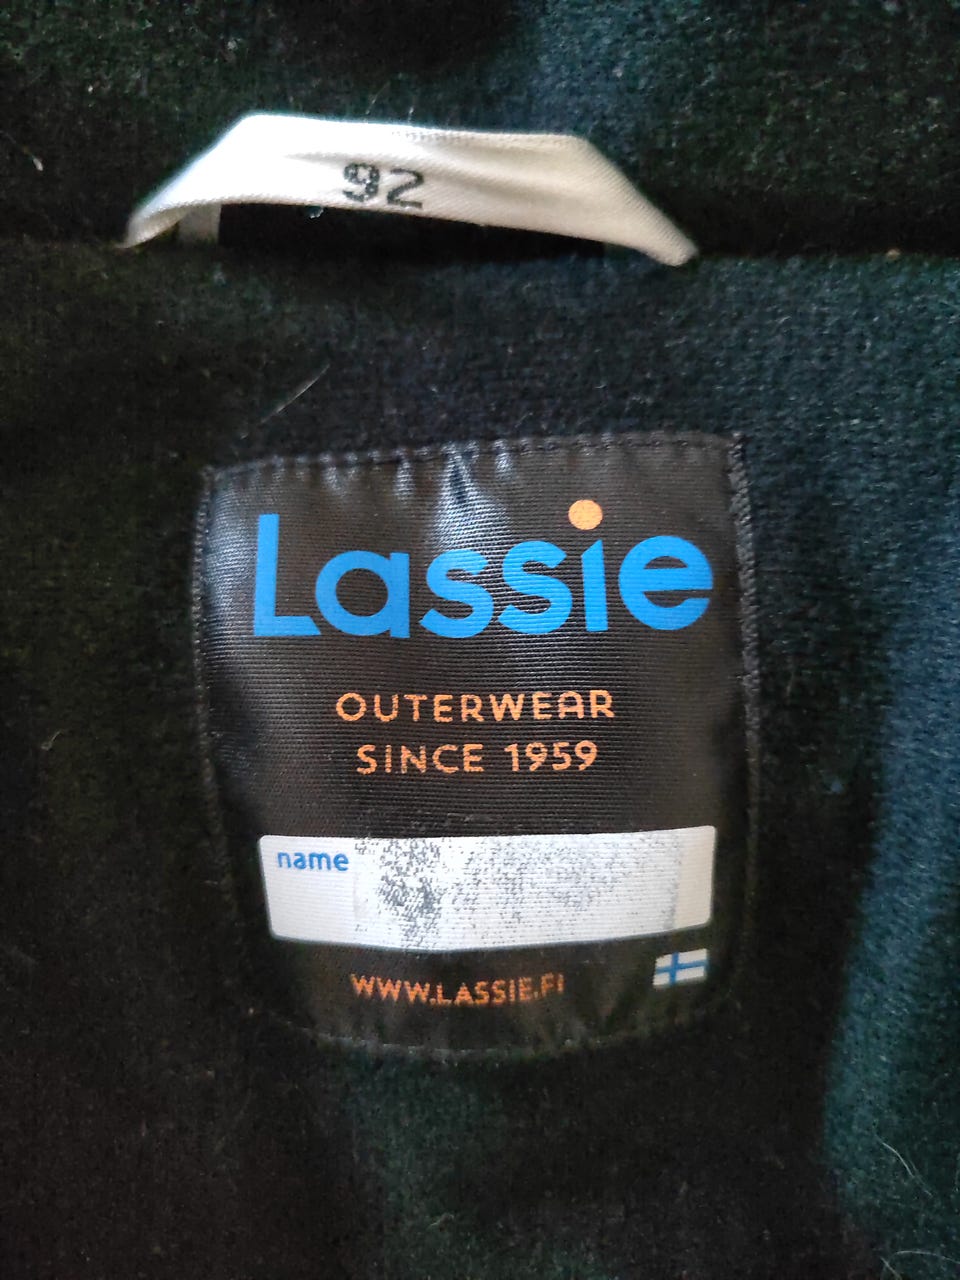 92
Lassie
OUTERWEAR
SINCE 1959
name
WWW.LASSIE.FI